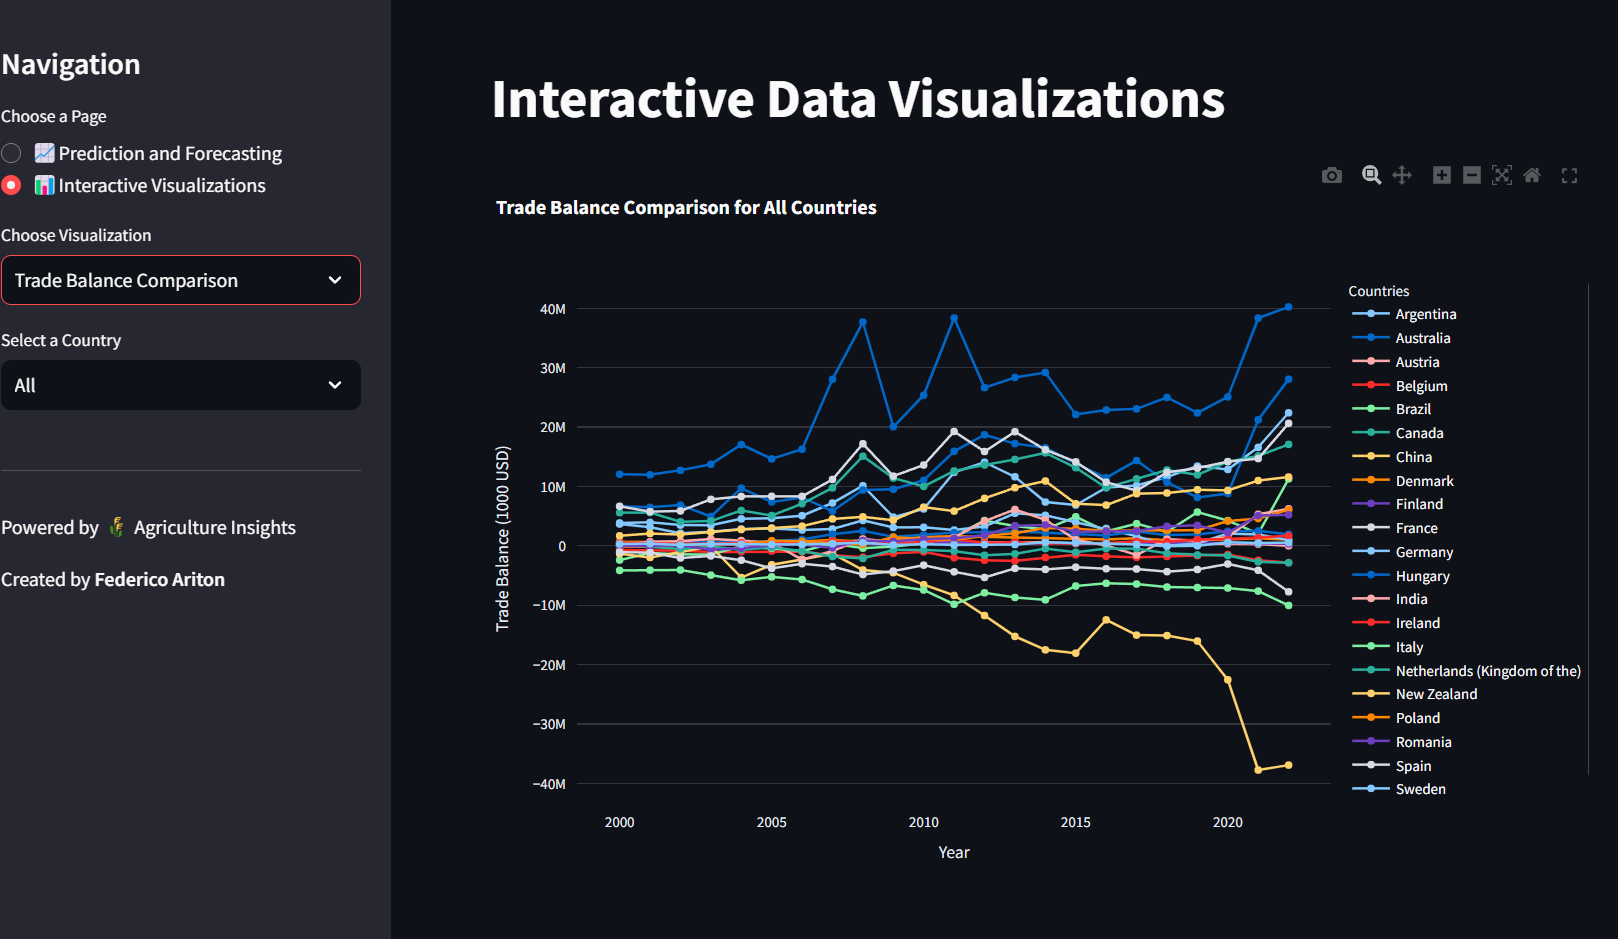 Navigation
Choose a Page
Prediction and Forecasting
Interactive Visualizations
Choose Visualization
Trade Balance Comparison
Select a Country
All
Powered by Agriculture Insights
Created by Federico Ariton
Interactive Data Visualizations
Trade Balance Comparison for All Countries
Trade Balance (1000 USD)
40M
30M
20M
10M
0
−10M
−20M
−30M
−40M
2000
2005
2010
2015
2020
Year
Countries
Argentina
Australia
Austria
Belgium
Brazil
Canada
China
Denmark
Finland
France
Germany
Hungary
India
Ireland
Italy
Netherlands (Kingdom of the)
New Zealand
Poland
Romania
Spain
Sweden